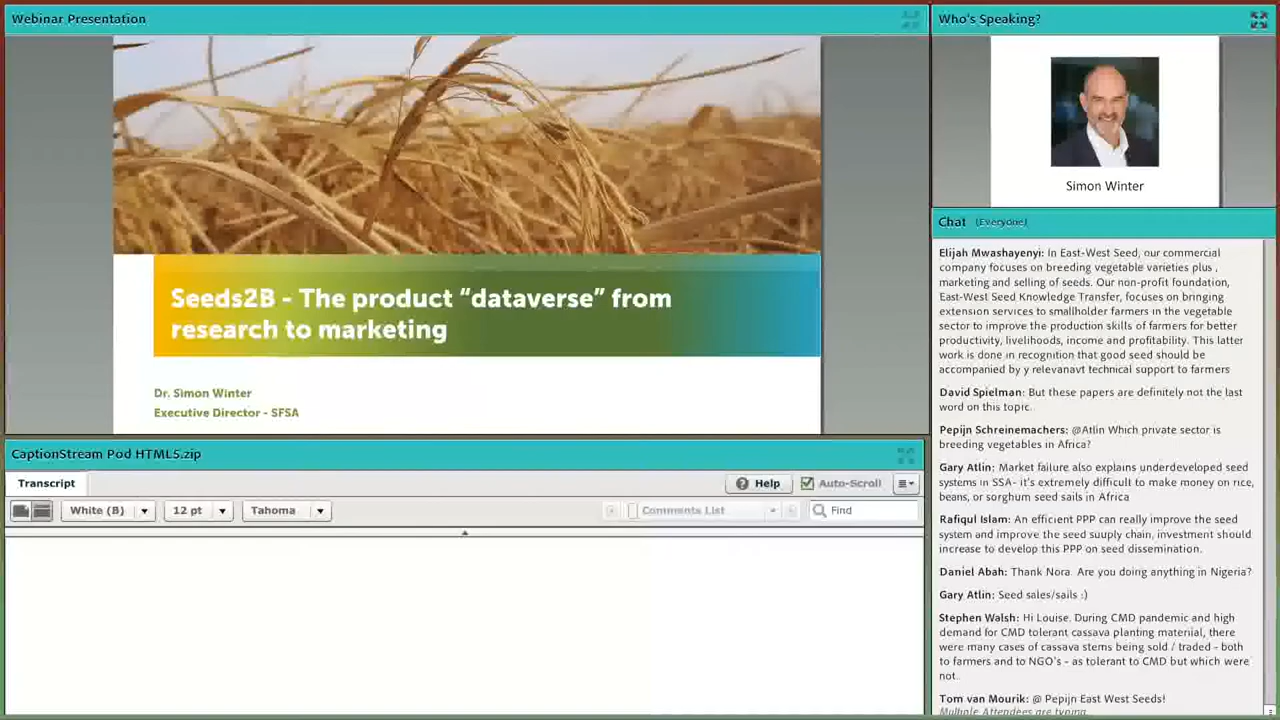 Webinar Presentation
Seeds2B - The product “dataverse” from
research to marketing
Dr. Simon Winter
Executive Director - SFSA
CaptionStream Pod HTML5.zip
Transcript
Help
Auto-Scroll
White (B)
12 pt
Tahoma
Comments List
Find
Who's Speaking?
Simon Winter
Chat (Everyone)
Elijah Mwashayenyi: In East-West Seed, our commercial
company focuses on breeding vegetable varieties plus ,
marketing and selling of seeds. Our non-profit foundation,
East-West Seed Knowledge Transfer, focuses on bringing
extension services to smallholder farmers in the vegetable
sector to improve the production skills of farmers for better
productivity, livelihoods, income and profitability. This latter
work is done in recognition that good seed should be
accompanied by y relevanavt technical support to farmers
David Spielman: But these papers are definitely not the last
word on this topic.
Pepijn Schreinemachers: @Atlin Which private sector is
breeding vegetables in Africa?
Gary Atlin: Market failure also explains underdeveloped seed
systems in SSA- it's extremely difficult to make money on rice,
beans, or sorghum seed sails in Africa
Rafiqul Islam: An efficient PPP can really improve the seed
system and improve the seed suuply chain, investment should
increase to develop this PPP on seed dissemination.
Daniel Abah: Thank Nora. Are you doing anything in Nigeria?
Gary Atlin: Seed sales/sails :)
Stephen Walsh: Hi Louise. During CMD pandemic and high
demand for CMD tolerant cassava planting material, there
were many cases of cassava stems being sold / traded - both
to farmers and to NGO's - as tolerant to CMD but which were
not.
Tom van Mourik: @ Pepijn East West Seeds!
Multiple Attendees are typing